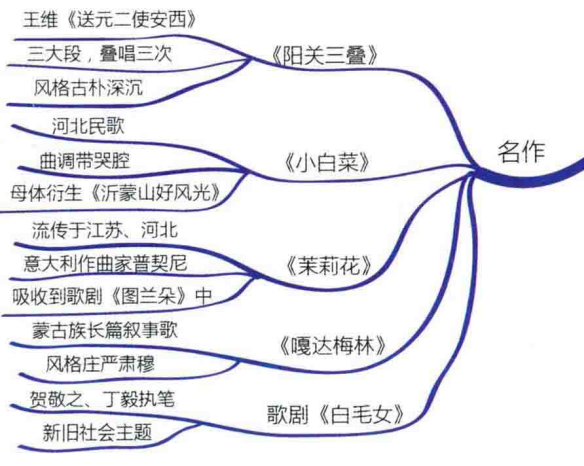 王维《送元二使安西》
三大段，叠唱三次
风格古朴深沉
《阳关三叠》
河北民歌
曲调带哭腔
母体衍生《沂蒙山好风光》
《小白菜》
名作
流传于江苏、河北
意大利作曲家普契尼
吸收到歌剧《图兰朵》中
《茉莉花》
蒙古族长篇叙事歌
风格庄严肃穆
《嘎达梅林》
贺敬之、丁毅执笔
新旧社会主题
歌剧《白毛女》